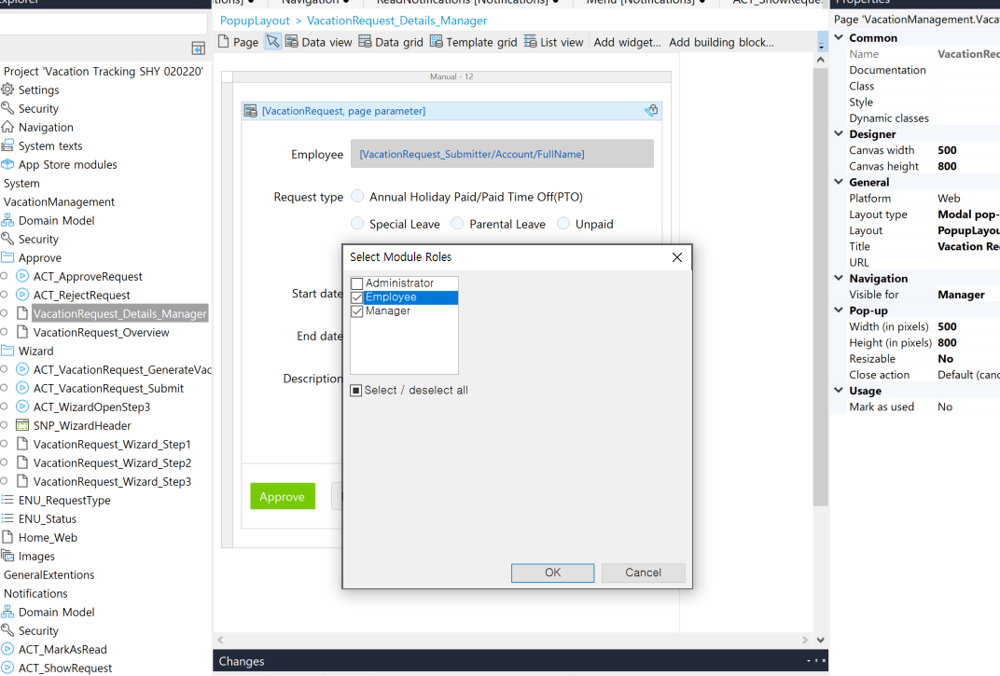 xplorer
tions] ●
Navigation ●
ReadNotifications [Notifications] ●
Menu [Notifications] ●
ACT_ShowReque
Properties
PopupLayout > VacationRequest_Details_Manager
Page 'VacationManagement.Vacat
Page
Data view
Data grid
Template grid
List view
Add widget...
Add building block...
Project 'Vacation Tracking SHY 020220'
Settings
Security
Navigation
System texts
App Store modules
System
VacationManagement
Domain Model
Security
Approve
ACT_ApproveRequest
ACT_RejectRequest
VacationRequest_Details_Manager
VacationRequest_Overview
Wizard
ACT_VacationRequest_GenerateVac
ACT_VacationRequest_Submit
ACT_WizardOpenStep3
SNP_WizardHeader
VacationRequest_Wizard_Step1
VacationRequest_Wizard_Step2
VacationRequest_Wizard_Step3
ENU_RequestType
ENU_Status
Home_Web
Images
GeneralExtentions
Notifications
Domain Model
Security
ACT_MarkAsRead
ACT_ShowRequest
Manual - 12
[VacationRequest, page parameter]
Employee
[VacationRequest_Submitter/Account/FullName]
Request type
Annual Holiday Paid/Paid Time Off(PTO)
Special Leave
Parental Leave
Unpaid
Start date
End date
Description
Approve
Select Module Roles
Administrator
Employee
Manager
Select / deselect all
OK
Cancel
Changes
Common
Name VacationReq
Documentation
Class
Style
Dynamic classes
Designer
Canvas width 500
Canvas height 800
General
Platform Web
Layout type Modal pop-
Layout PopupLayou
Title Vacation Re
URL
Navigation
Visible for Manager
Pop-up
Width (in pixels) 500
Height (in pixels) 800
Resizable No
Close action Default (canc
Usage
Mark as used No